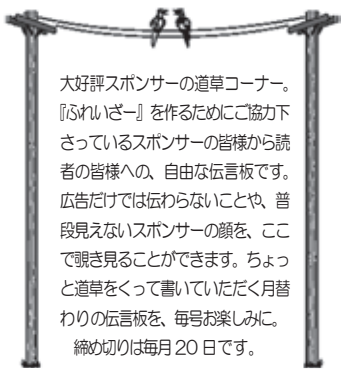 大好評スポンサーの道草コーナー。
『ふれいざー』を作るためにご協力下
さっているスポンサーの皆様から読
者の皆様への、自由な伝言板です。
広告だけでは伝わらないことや、普
段見えないスポンサーの顔を、ここ
で覗き見ることができます。ちょっ
と道草をくって書いていただく月替
わりの伝言板を、毎号お楽しみに。
締め切りは毎月20日です。